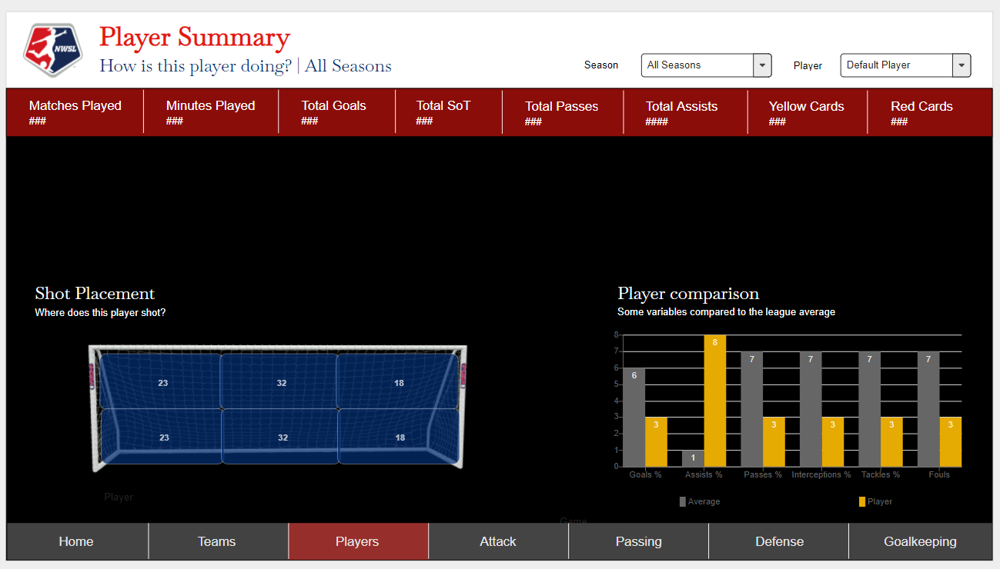 NWSL
Player Summary
How is this player doing? | All Seasons
Season
All Seasons
Player
Default Player
Matches Played
###
Minutes Played
###
Total Goals
###
Total SoT
###
Total Passes
###
Total Assists
####
Yellow Cards
###
Red Cards
###
Shot Placement
Where does this player shot?
23 32 18
23 32 18
Player
Player comparison
Some variables compared to the league average
8
7
6
5
4
3
2
1
0
6 3 1 8 7 3 7 3 7 3 7 3
Goals % Assists % Passes % Interceptions % Tackles % Fouls
Average Player
Game
Home Teams Players Attack Passing Defense Goalkeeping